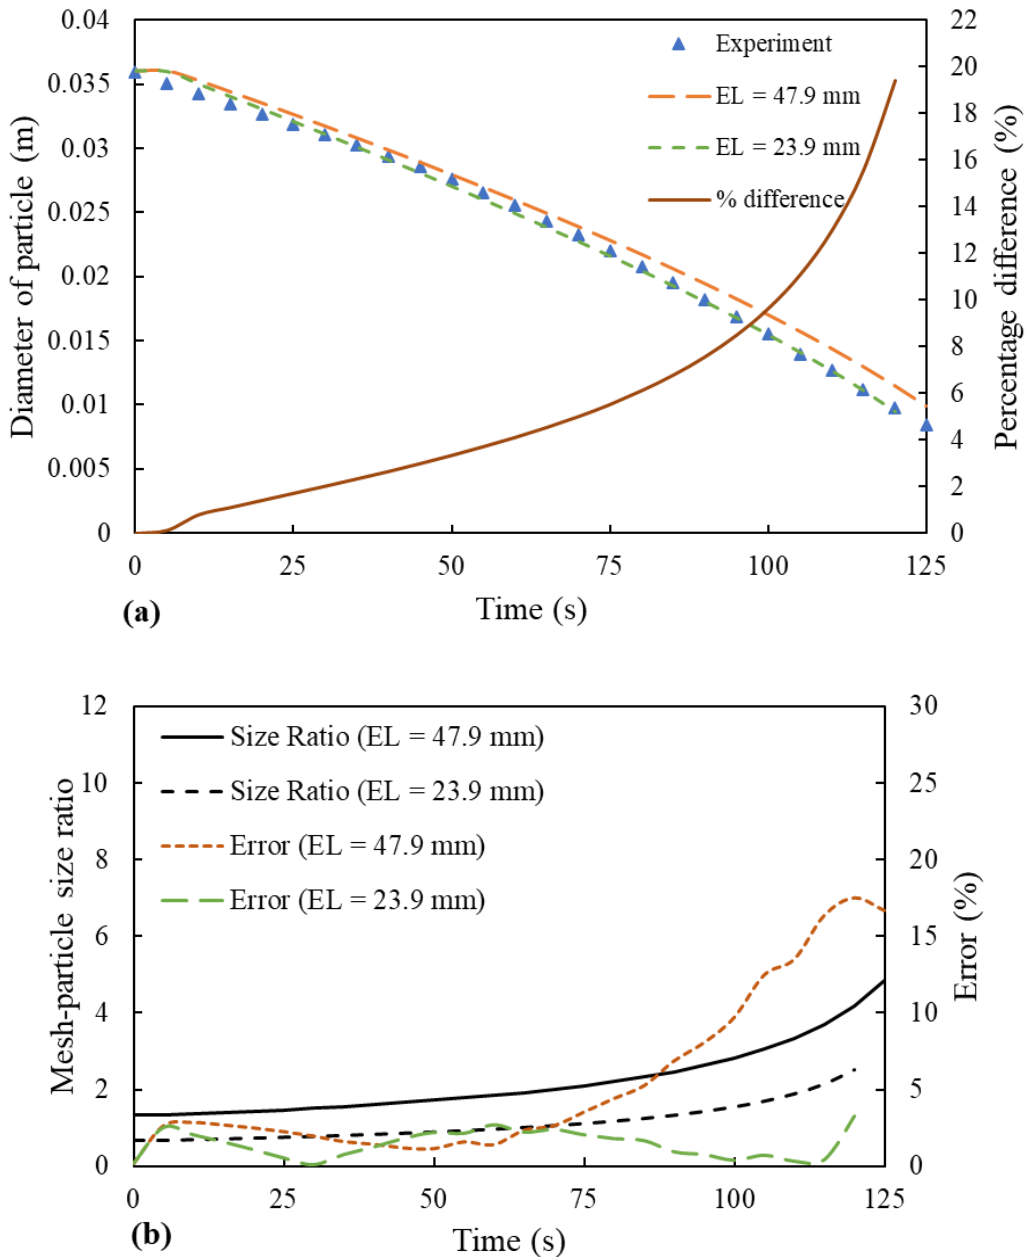 0.04
0.035
0.03
0.025
0.02
0.015
0.01
0.005
0
Diameter of particle (m)
22
20
18
16
14
12
10
8
6
4
2
0
Percentage difference (%)
Experiment
EL = 47.9 mm
EL = 23.9 mm
% difference
0 25 50 75 100 125
Time (s)
(a)
12
10
8
6
4
2
0
Mesh-particle size ratio
30
25
20
15
10
5
0
Error (%)
Size Ratio (EL = 47.9 mm)
Size Ratio (EL = 23.9 mm)
Error (EL = 47.9 mm)
Error (EL = 23.9 mm)
0 25 50 75 100 125
Time (s)
(b)